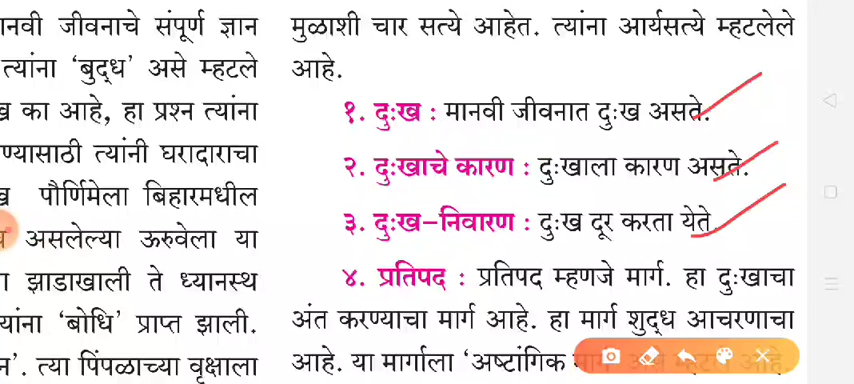 नवी जीवनाचे संपूर्ण ज्ञान
त्यांना ‘बुद्ध’ असे म्हटले
का आहे, हा प्रश्न त्यांना
ण्यासाठी त्यांनी घरादाराचा
पौर्णिमेला बिहारमधील
असलेल्या ऊरुवेला या
झाडाखाली ते ध्यानस्थ
यांना ‘बोधि’ प्राप्त झाली.
न’. त्या पिंपळाच्या वृक्षाला
मुळाशी चार सत्ये आहेत. त्यांना आर्यसत्ये म्हटलेले
आहे.
१. दुःख : मानवी जीवनात दुःख असते.
२. दुःखाचे कारण : दुःखाला कारण असते.
३. दुःख-निवारण : दुःख दूर करता येते.
४. प्रतिपद : प्रतिपद म्हणजे मार्ग. हा दुःखाचा
अंत करण्याचा मार्ग आहे. हा मार्ग शुद्ध आचरणाचा
आहे. या मार्गाला ‘अष्टांगिक